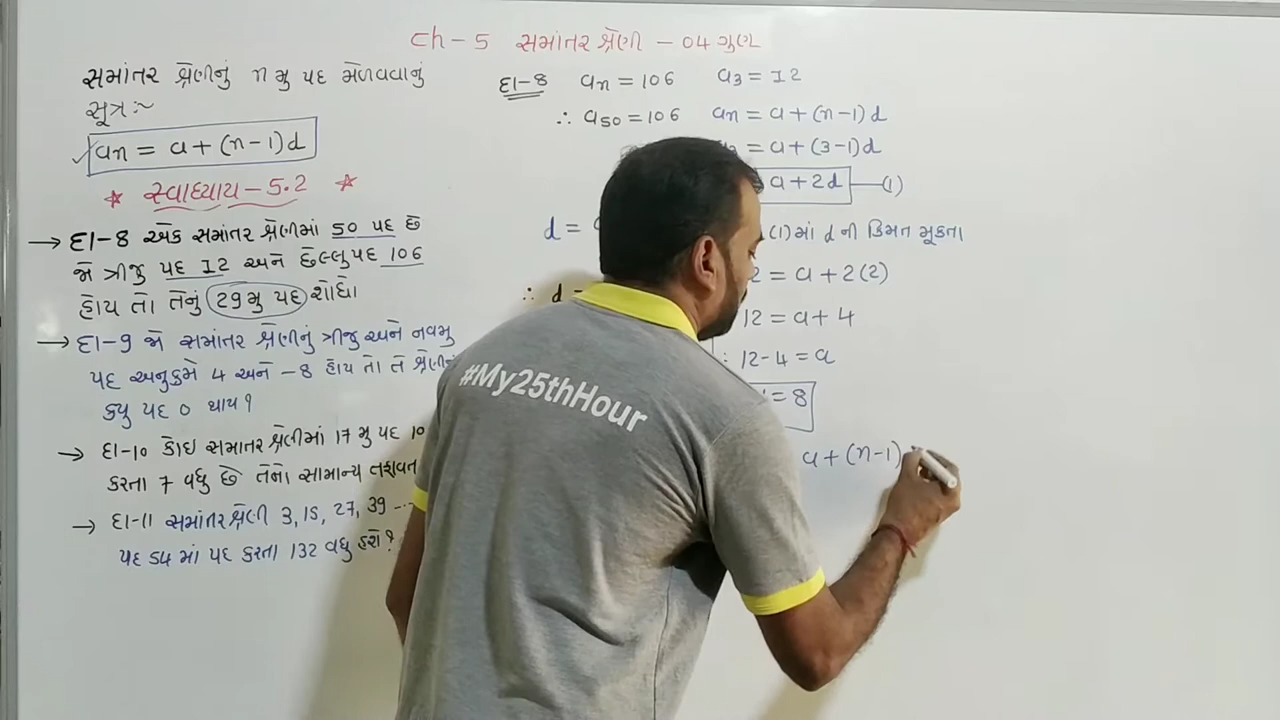 Ch-5 સમાંતર શ્રેણી - 04 ગુણ
સમાંતર શ્રેણીનું n મુ પદ મેળવવાનું
સૂત્ર:~
an = a + (n-1)d
* સ્વાધ્યાય - 5.2 *
→ દા-8 એક સમાંતર શ્રેણીમાં 50 પદ છે
જો ત્રીજુ પદ 12 અને છેલ્લુ પદ 106
હોય તો તેનું 29 મુ પદ શોધો
→ દા-9 જો સમાંતર શ્રેણીનું ત્રીજુ અને નવમુ
પદ અનુક્રમે 4 અને -8 હોય તો તે શ્રેણીનું
કયુ પદ 0 થાય?
→ દા-10 કોઇ સમાતર શ્રેણીમાં 17 મુ પદ 10
કરતા 7 વધુ છે તેનો સામાન્ય તફાવત
→ દા-11 સમાંતર શ્રેણી 3, 15, 27, 39 ...
પદ 54 માં પદ કરતા 132 વધુ હશે?
દા-8 an = 106 a3 = 12
∴ a50 = 106 an = a + (n-1)d
= a + (3-1)d
a + 2d —(1)
d =
(1) માં d ની કિંમત મૂકતા
2 = a + 2(2)
∴ d =
12 = a + 4
: 12-4 = a
= 8
a + (n-1)
#My25thHour